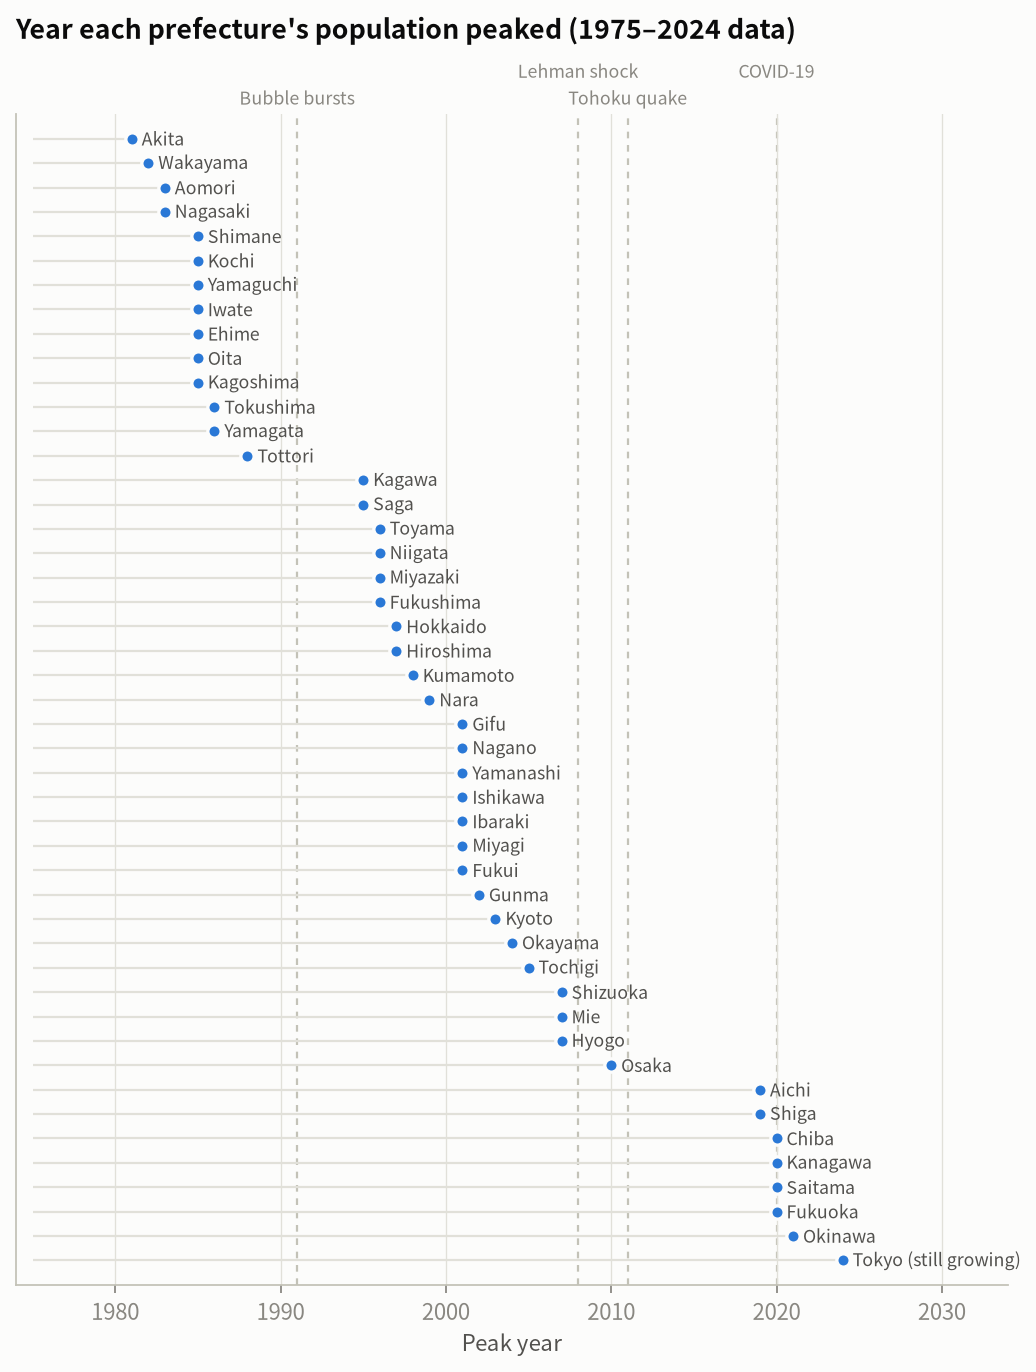 Year each prefecture's population peaked (1975–2024 data)
Lehman shock
COVID-19
Bubble bursts
Tohoku quake
Akita
Wakayama
Aomori
Nagasaki
Shimane
Kochi
Yamaguchi
Iwate
Ehime
Oita
Kagoshima
Tokushima
Yamagata
Tottori
Kagawa
Saga
Toyama
Niigata
Miyazaki
Fukushima
Hokkaido
Hiroshima
Kumamoto
Nara
Gifu
Nagano
Yamanashi
Ishikawa
Ibaraki
Miyagi
Fukui
Gunma
Kyoto
Okayama
Tochigi
Shizuoka
Mie
Hyogo
Osaka
Aichi
Shiga
Chiba
Kanagawa
Saitama
Fukuoka
Okinawa
Tokyo (still growing)
1980 1990 2000 2010 2020 2030
Peak year